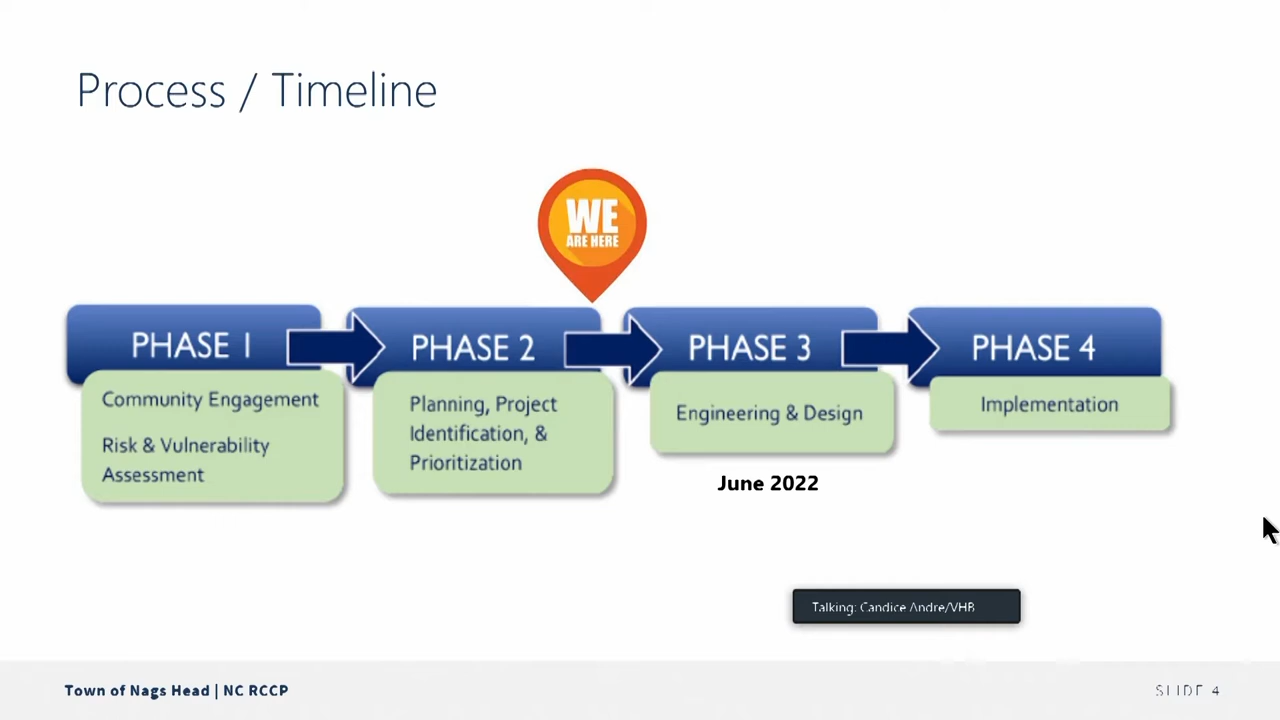 Process / Timeline
WE
ARE HERE
PHASE 1
PHASE 2
PHASE 3
PHASE 4
Community Engagement
Risk & Vulnerability
Assessment
Planning, Project
Identification, &
Prioritization
Engineering & Design
Implementation
June 2022
Talking: Candice Andre/VHB
Town of Nags Head | NC RCCP
SLIDE 4